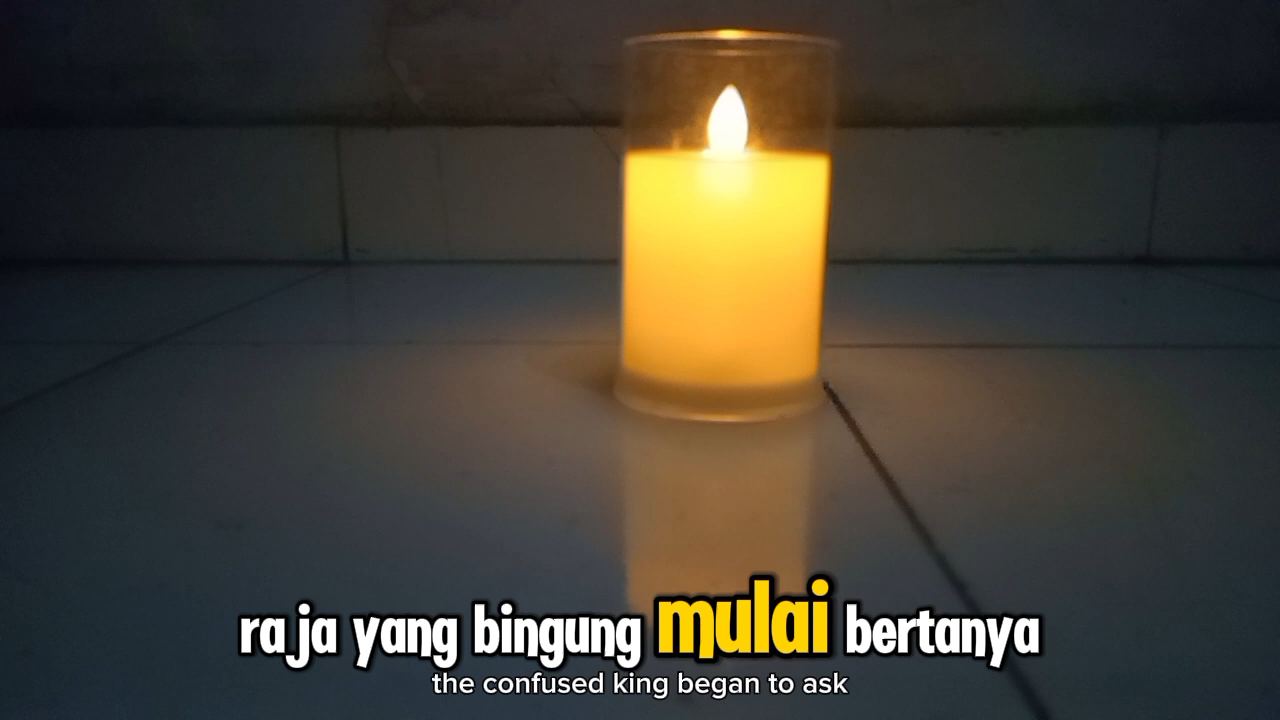 raja yang bingung mulai bertanya
the confused king began to ask